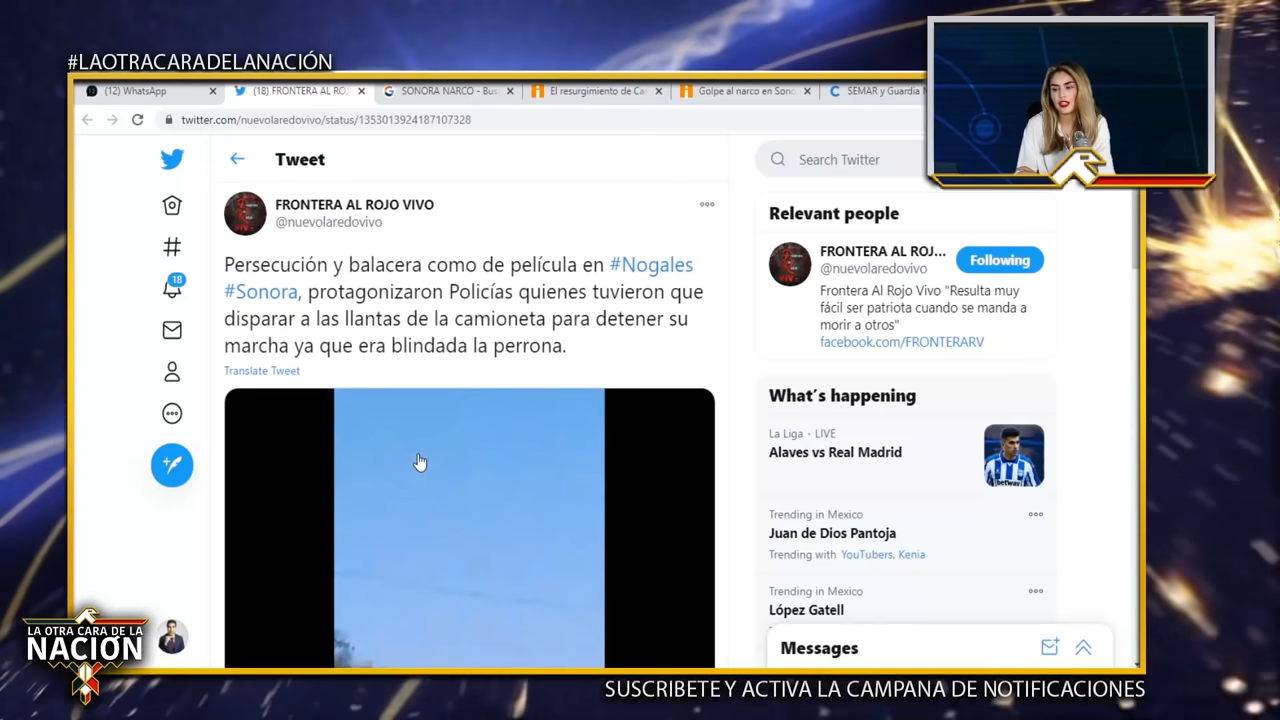 #LAOTRACARADELANACIÓN
(12) WhatsApp
(18) FRONTERA AL ROJ
SONORA NARCO - Bus
El resurgimiento de Ca
Golpe al narco en Sono
SEMAR y Guardia N
twitter.com/nuevolaredovivo/status/1353013924187107328
Tweet
Search Twitter
FRONTERA AL ROJO VIVO
@nuevolaredovivo
Persecución y balacera como de película en #Nogales
#Sonora, protagonizaron Policías quienes tuvieron que
disparar a las llantas de la camioneta para detener su
marcha ya que era blindada la perrona.
Translate Tweet
18
Relevant people
FRONTERA AL ROJ...
@nuevolaredovivo
Following
Frontera Al Rojo Vivo "Resulta muy
fácil ser patriota cuando se manda a
morir a otros"
facebook.com/FRONTERARV
What's happening
La Liga · LIVE
Alaves vs Real Madrid
betway
Trending in Mexico
Juan de Dios Pantoja
Trending with YouTubers, Kenia
Trending in Mexico
López Gatell
Messages
LA OTRA CARA DE LA
NACIÓN
SUSCRIBETE Y ACTIVA LA CAMPANA DE NOTIFICACIONES